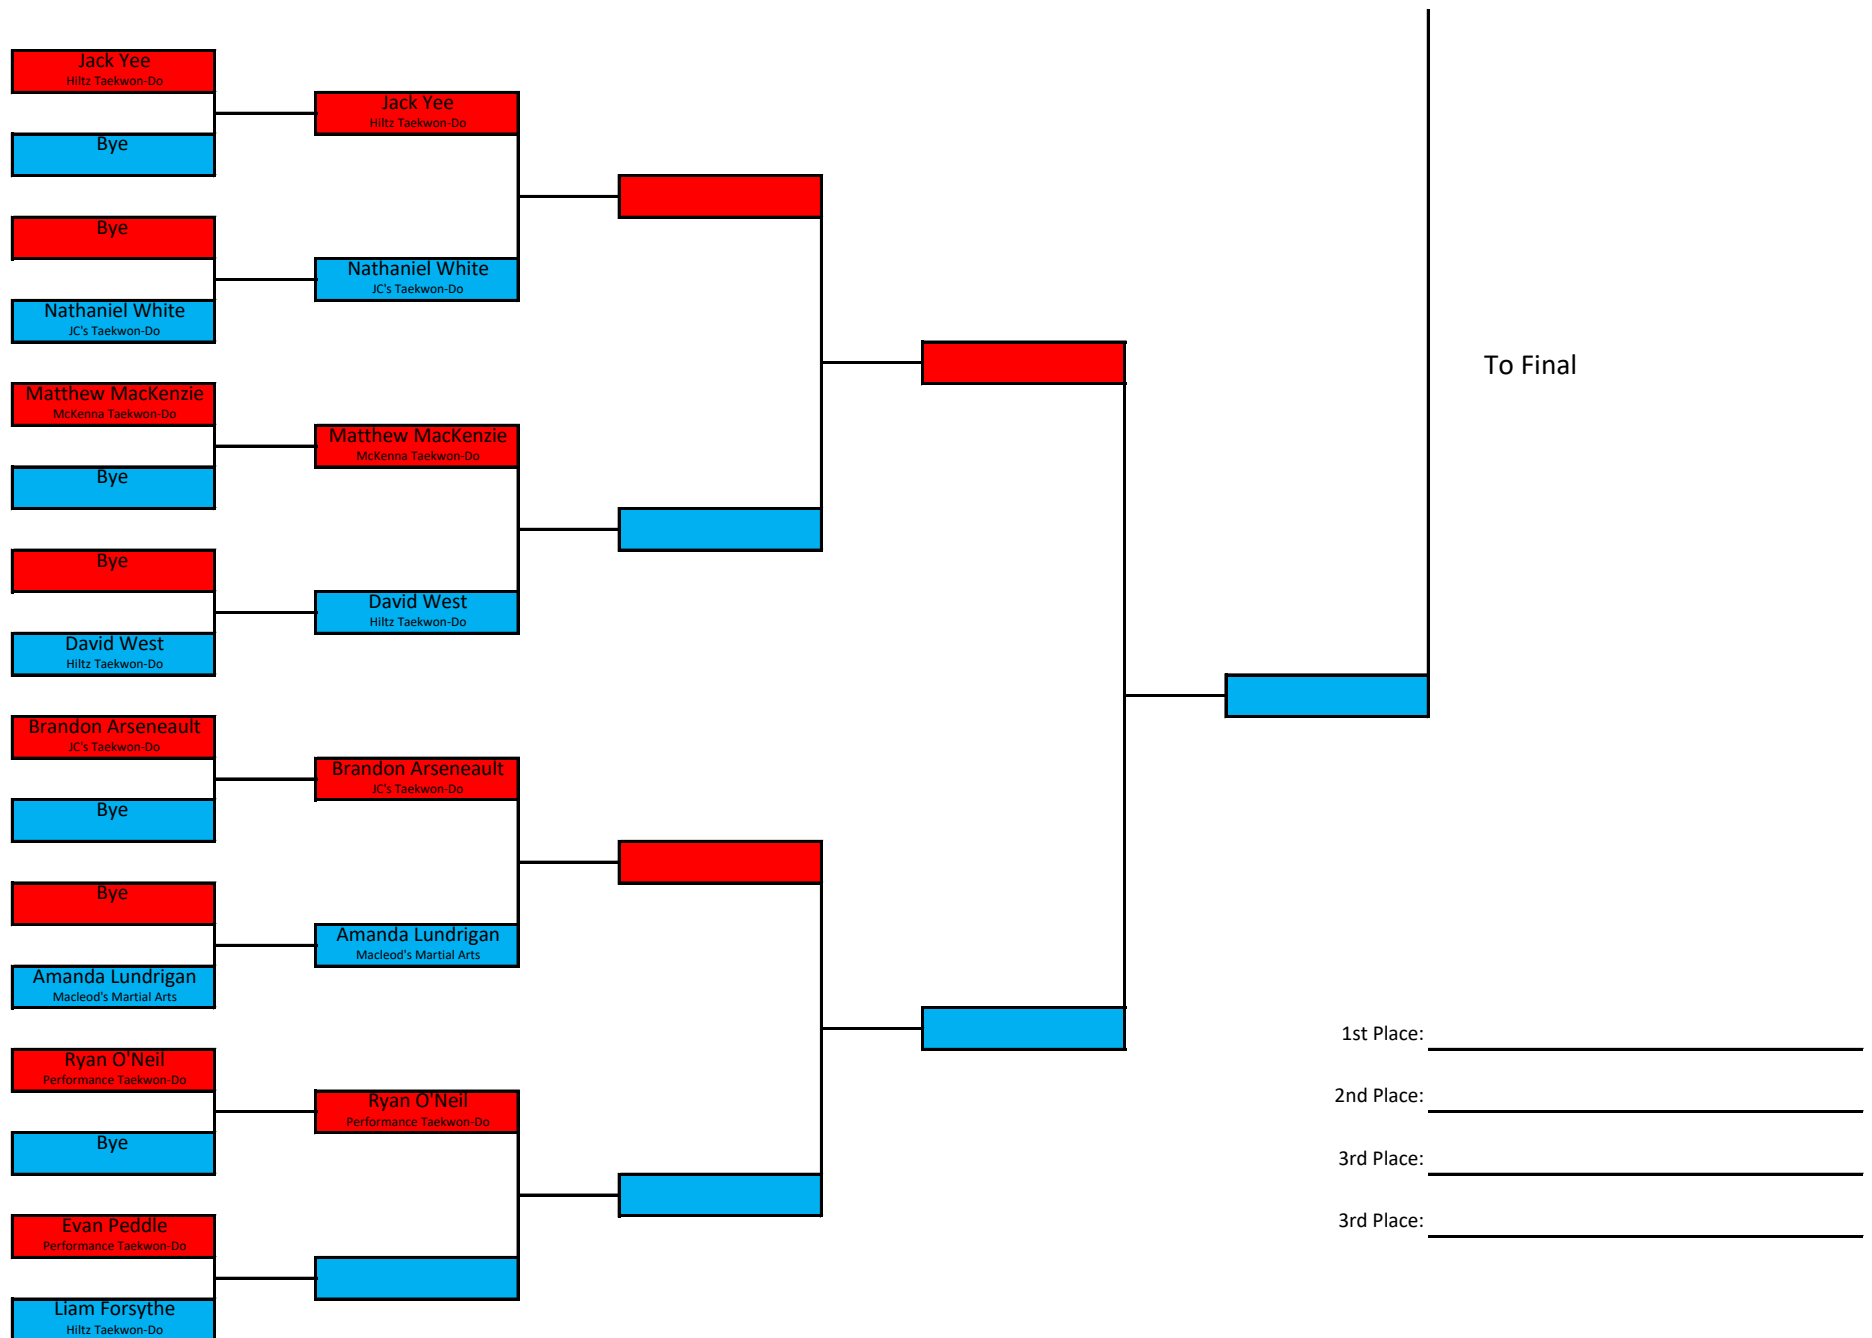 Jack Yee
Hiltz Taekwon-Do
Bye
Bye
Nathaniel White
JC's Taekwon-Do
Matthew MacKenzie
McKenna Taekwon-Do
Bye
Bye
David West
Hiltz Taekwon-Do
Brandon Arseneault
JC's Taekwon-Do
Bye
Bye
Amanda Lundrigan
Macleod's Martial Arts
Ryan O'Neil
Performance Taekwon-Do
Bye
Evan Peddle
Performance Taekwon-Do
Liam Forsythe
Hiltz Taekwon-Do
Jack Yee
Hiltz Taekwon-Do
Nathaniel White
JC's Taekwon-Do
Matthew MacKenzie
McKenna Taekwon-Do
David West
Hiltz Taekwon-Do
Brandon Arseneault
JC's Taekwon-Do
Amanda Lundrigan
Macleod's Martial Arts
Ryan O'Neil
Performance Taekwon-Do
To Final
1st Place:
2nd Place:
3rd Place:
3rd Place: